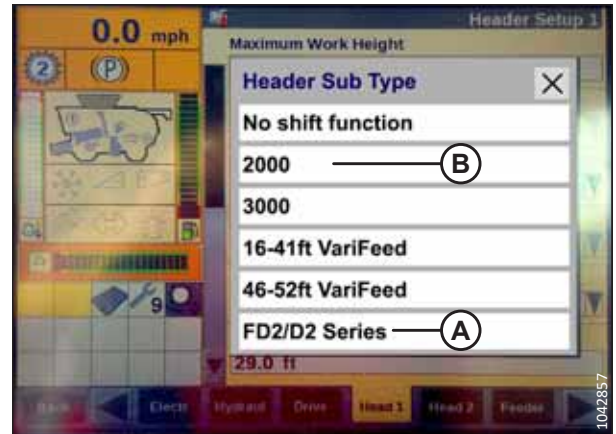 0.0 mph
Header Setup 1
Maximum Work Height
2
P
Header Sub Type
No shift function
2000
B
3000
16-41ft VariFeed
46-52ft VariFeed
FD2/D2 Series
A
9
29.0 ft
Back
Electr
Hydraul
Drive
Head 1
Head 2
Feeder
1042857